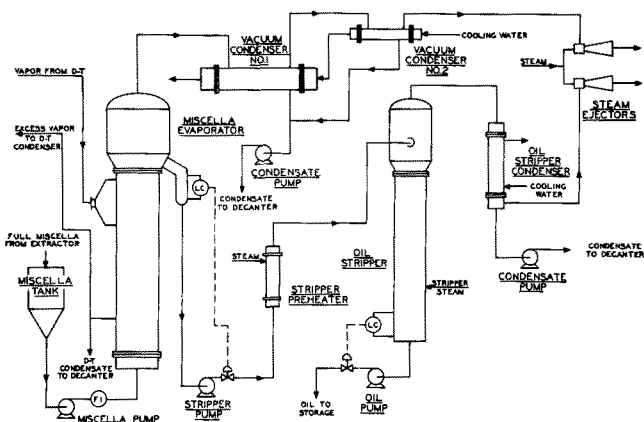 VACUUM
CONDENSER
NO.1
COOLING WATER
VACUUM
CONDENSER
NO.2
STEAM
STEAM
EJECTORS
VAPOR FROM D-T
EXCESS VAPOR
TO D-T
CONDENSER
MISCELLA
EVAPORATOR
LC
CONDENSATE
PUMP
CONDENSATE
TO DECANTER
OIL
STRIPPER
CONDENSER
COOLING
WATER
FULL MISCELLA
FROM EXTRACTOR
MISCELLA
TANK
STEAM
STRIPPER
PREHEATER
OIL
STRIPPER
STRIPPER
STEAM
CONDENSATE
TO DECANTER
CONDENSATE
PUMP
D-T
CONDENSATE
TO DECANTER
LC
FI
MISCELLA PUMP
STRIPPER
PUMP
OIL TO
STORAGE
OIL
PUMP